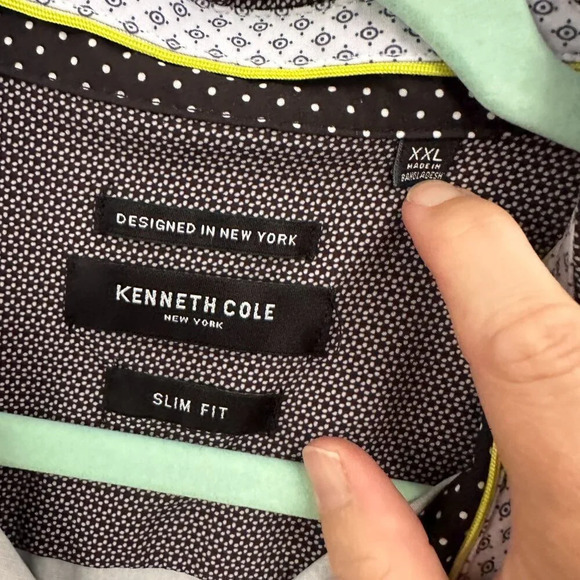 XXL
MADE IN
BANGLADESH
DESIGNED IN NEW YORK
KENNETH COLE
NEW YORK
SLIM FIT